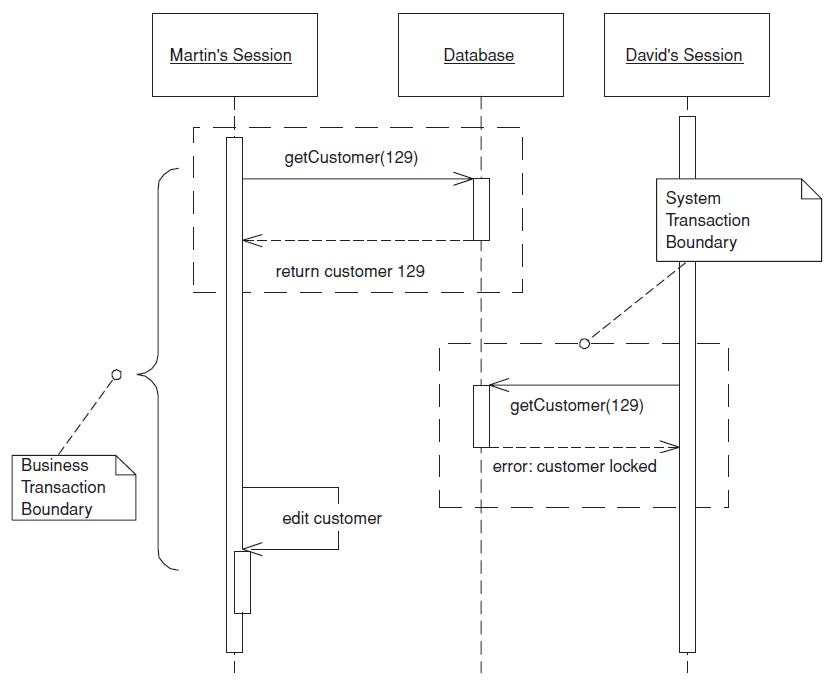 Martin's Session
Database
David's Session
getCustomer(129)
System
Transaction
Boundary
return customer 129
getCustomer(129)
error: customer locked
Business
Transaction
Boundary
edit customer